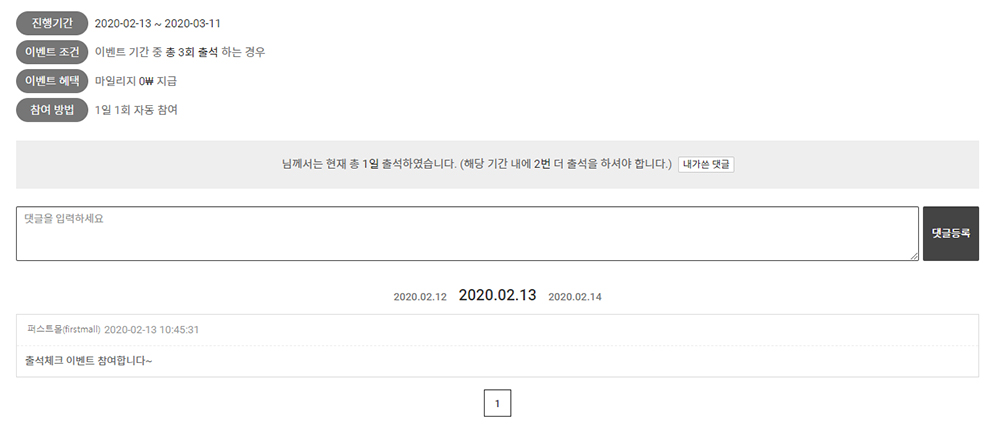 진행기간 2020-02-13 ~ 2020-03-11
이벤트 조건 이벤트 기간 중 총 3회 출석 하는 경우
이벤트 혜택 마일리지 0₩ 지급
참여 방법 1일 1회 자동 참여
님께서는 현재 총 1일 출석하였습니다. (해당 기간 내에 2번 더 출석을 하셔야 합니다.) 내가쓴 댓글
댓글을 입력하세요
댓글등록
2020.02.12 2020.02.13 2020.02.14
퍼스트몰(firstmall) 2020-02-13 10:45:31
출석체크 이벤트 참여합니다~
1